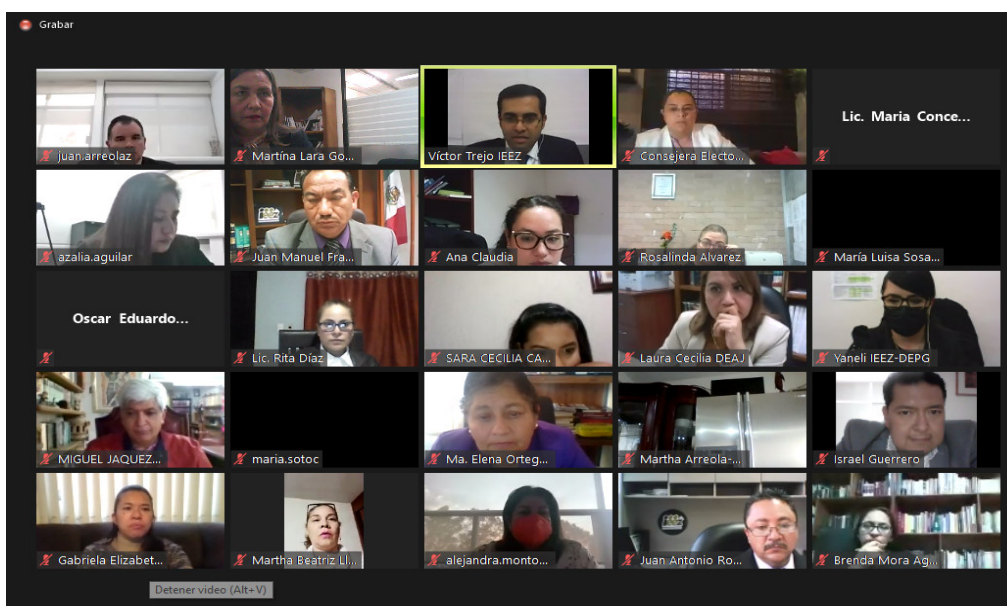 Grabar
juan.arreolaz
Martína Lara Go...
Víctor Trejo IEEZ
Consejera Electo...
Lic. Maria Conce...
azalia.aguilar
Juan Manuel Fra...
Ana Claudia
Rosalinda Alvarez
María Luisa Sosa...
Oscar Eduardo...
Lic. Rita Díaz
SARA CECILIA CA...
Laura Cecilia DEAJ
Yaneli IEEZ-DEPG
MIGUEL JAQUEZ...
maria.sotoc
Ma. Elena Orteg...
Martha Arreola-...
Israel Guerrero
Gabriela Elizabet...
Martha Beatriz Ll...
alejandra.monto...
Juan Antonio Ro...
Brenda Mora Ag...
Detener video (Alt+V)